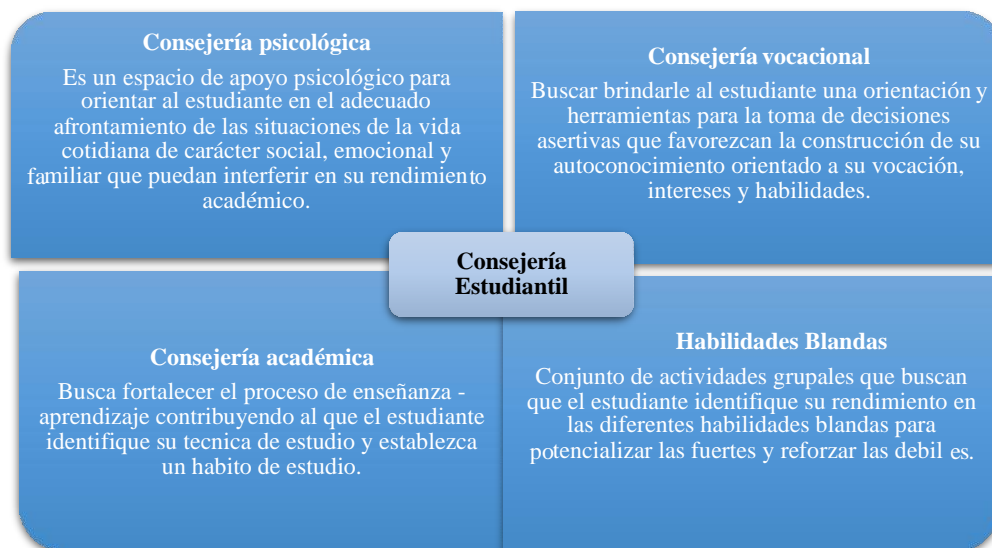 Consejería psicológica
Es un espacio de apoyo psicológico para
orientar al estudiante en el adecuado
afrontamiento de las situaciones de la vida
cotidiana de carácter social, emocional y
familiar que puedan interferir en su rendimiento
académico.
Consejería vocacional
Buscar brindarle al estudiante una orientación y
herramientas para la toma de decisiones
asertivas que favorezcan la construcción de su
autoconocimiento orientado a su vocación,
intereses y habilidades.
Consejería
Estudiantil
Consejería académica
Busca fortalecer el proceso de enseñanza -
aprendizaje contribuyendo al que el estudiante
identifique su tecnica de estudio y establezca
un habito de estudio.
Habilidades Blandas
Conjunto de actividades grupales que buscan
que el estudiante identifique su rendimiento en
las diferentes habilidades blandas para
potencializar las fuertes y reforzar las debil es.